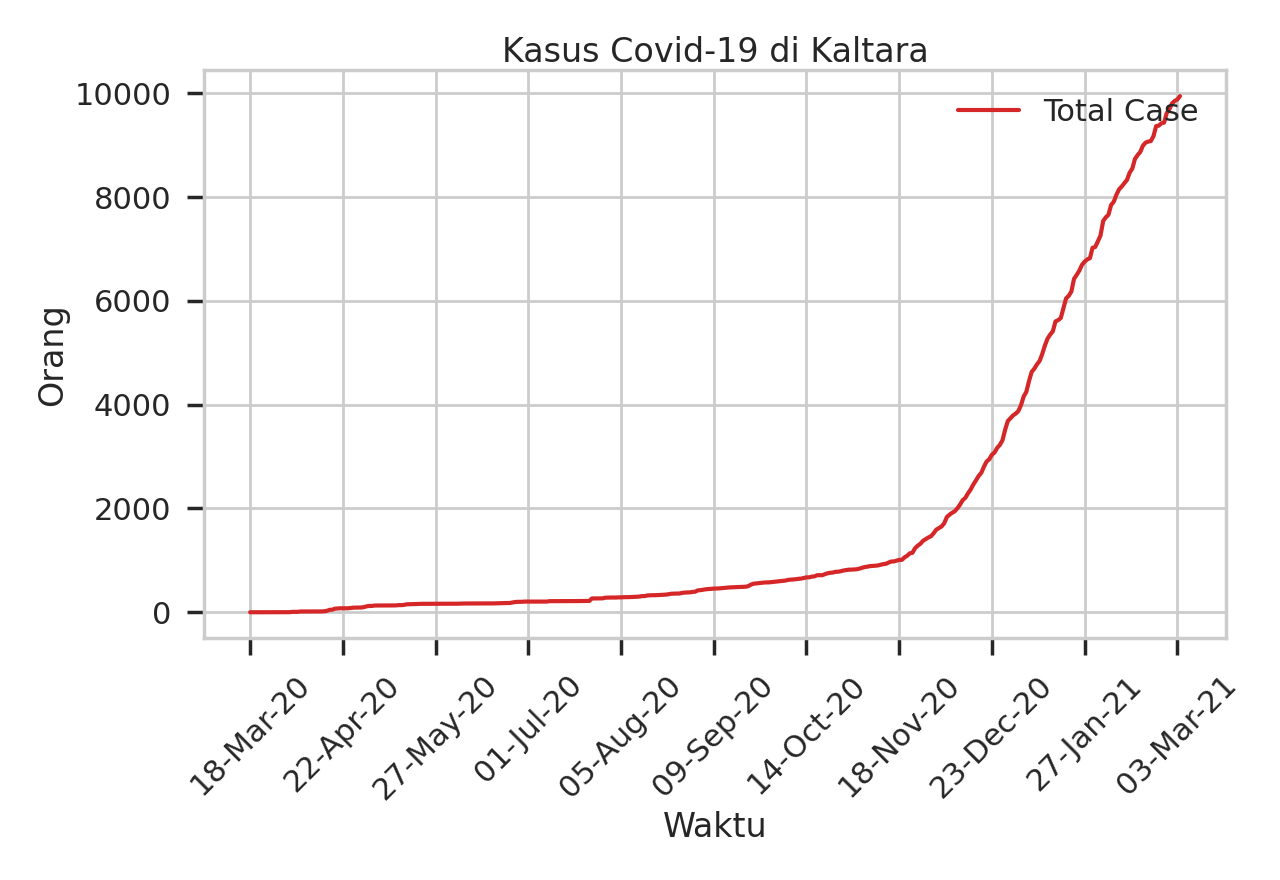 Kasus Covid-19 di Kaltara
Total Case
10000
8000
6000
4000
2000
0
Orang
18-Mar-20
22-Apr-20
27-May-20
01-Jul-20
05-Aug-20
09-Sep-20
14-Oct-20
18-Nov-20
23-Dec-20
27-Jan-21
03-Mar-21
Waktu